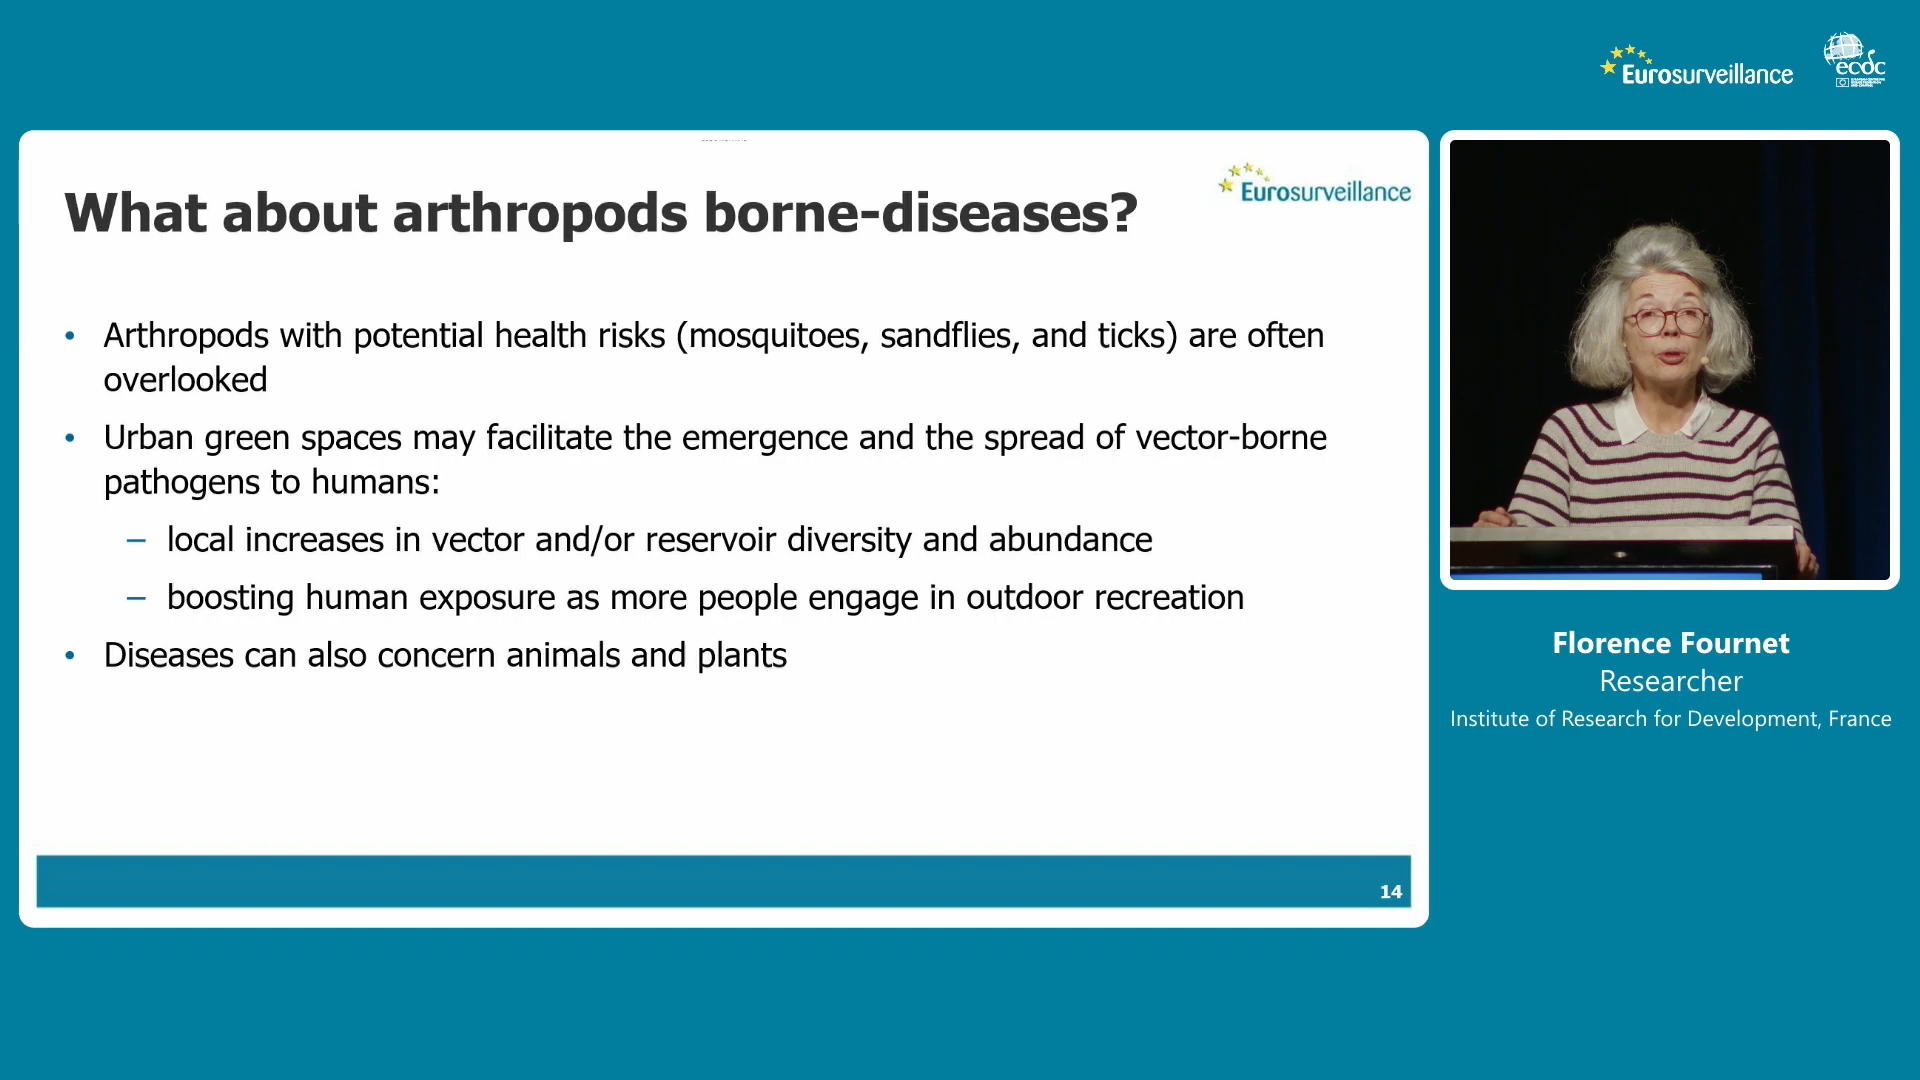 Eurosurveillance
ecdc
What about arthropods borne-diseases?
Eurosurveillance
• Arthropods with potential health risks (mosquitoes, sandflies, and ticks) are often
overlooked
• Urban green spaces may facilitate the emergence and the spread of vector-borne
pathogens to humans:
– local increases in vector and/or reservoir diversity and abundance
– boosting human exposure as more people engage in outdoor recreation
• Diseases can also concern animals and plants
14
Florence Fournet
Researcher
Institute of Research for Development, France